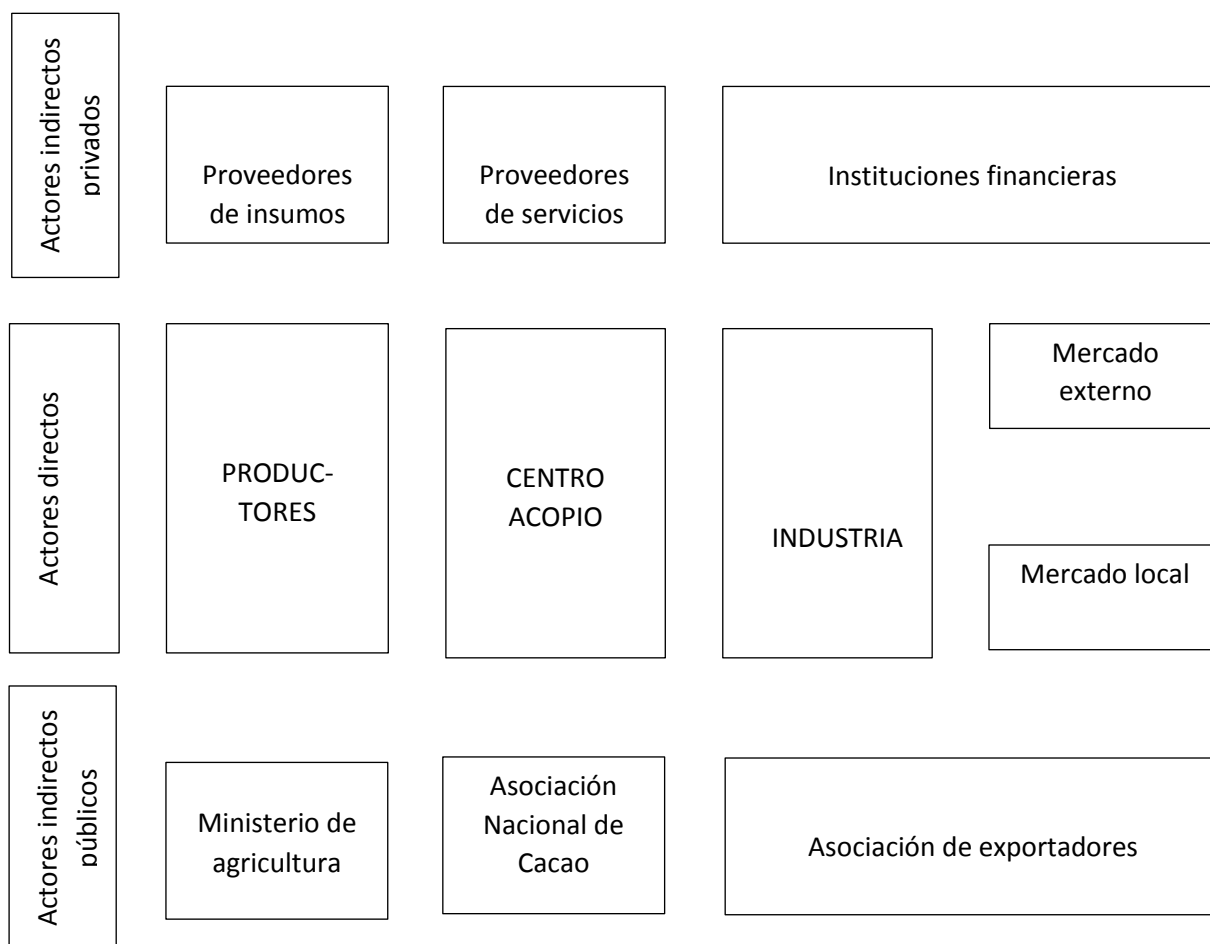 Actores indirectos
privados
Proveedores
de insumos
Proveedores
de servicios
Instituciones financieras
Actores directos
PRODUC-
TORES
CENTRO
ACOPIO
INDUSTRIA
Mercado
externo
Mercado local
Actores indirectos
públicos
Ministerio de
agricultura
Asociación
Nacional de
Cacao
Asociación de exportadores